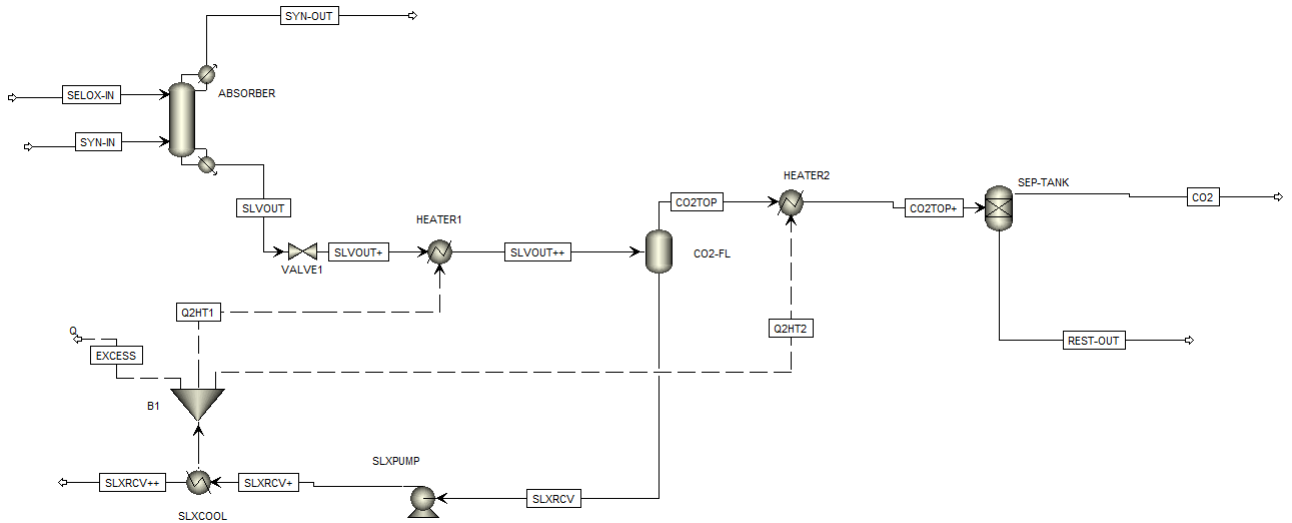 SYN-OUT
ABSORBER
SELOX-IN
SYN-IN
HEATER2
SEP-TANK
CO2TOP
CO2TOP+
CO2
SLVOUT
HEATER1
SLVOUT+
SLVOUT++
CO2-FL
VALVE1
Q2HT1
Q2HT2
Q
EXCESS
REST-OUT
B1
SLXPUMP
SLXRCV++
SLXRCV+
SLXRCV
SLXCOOL